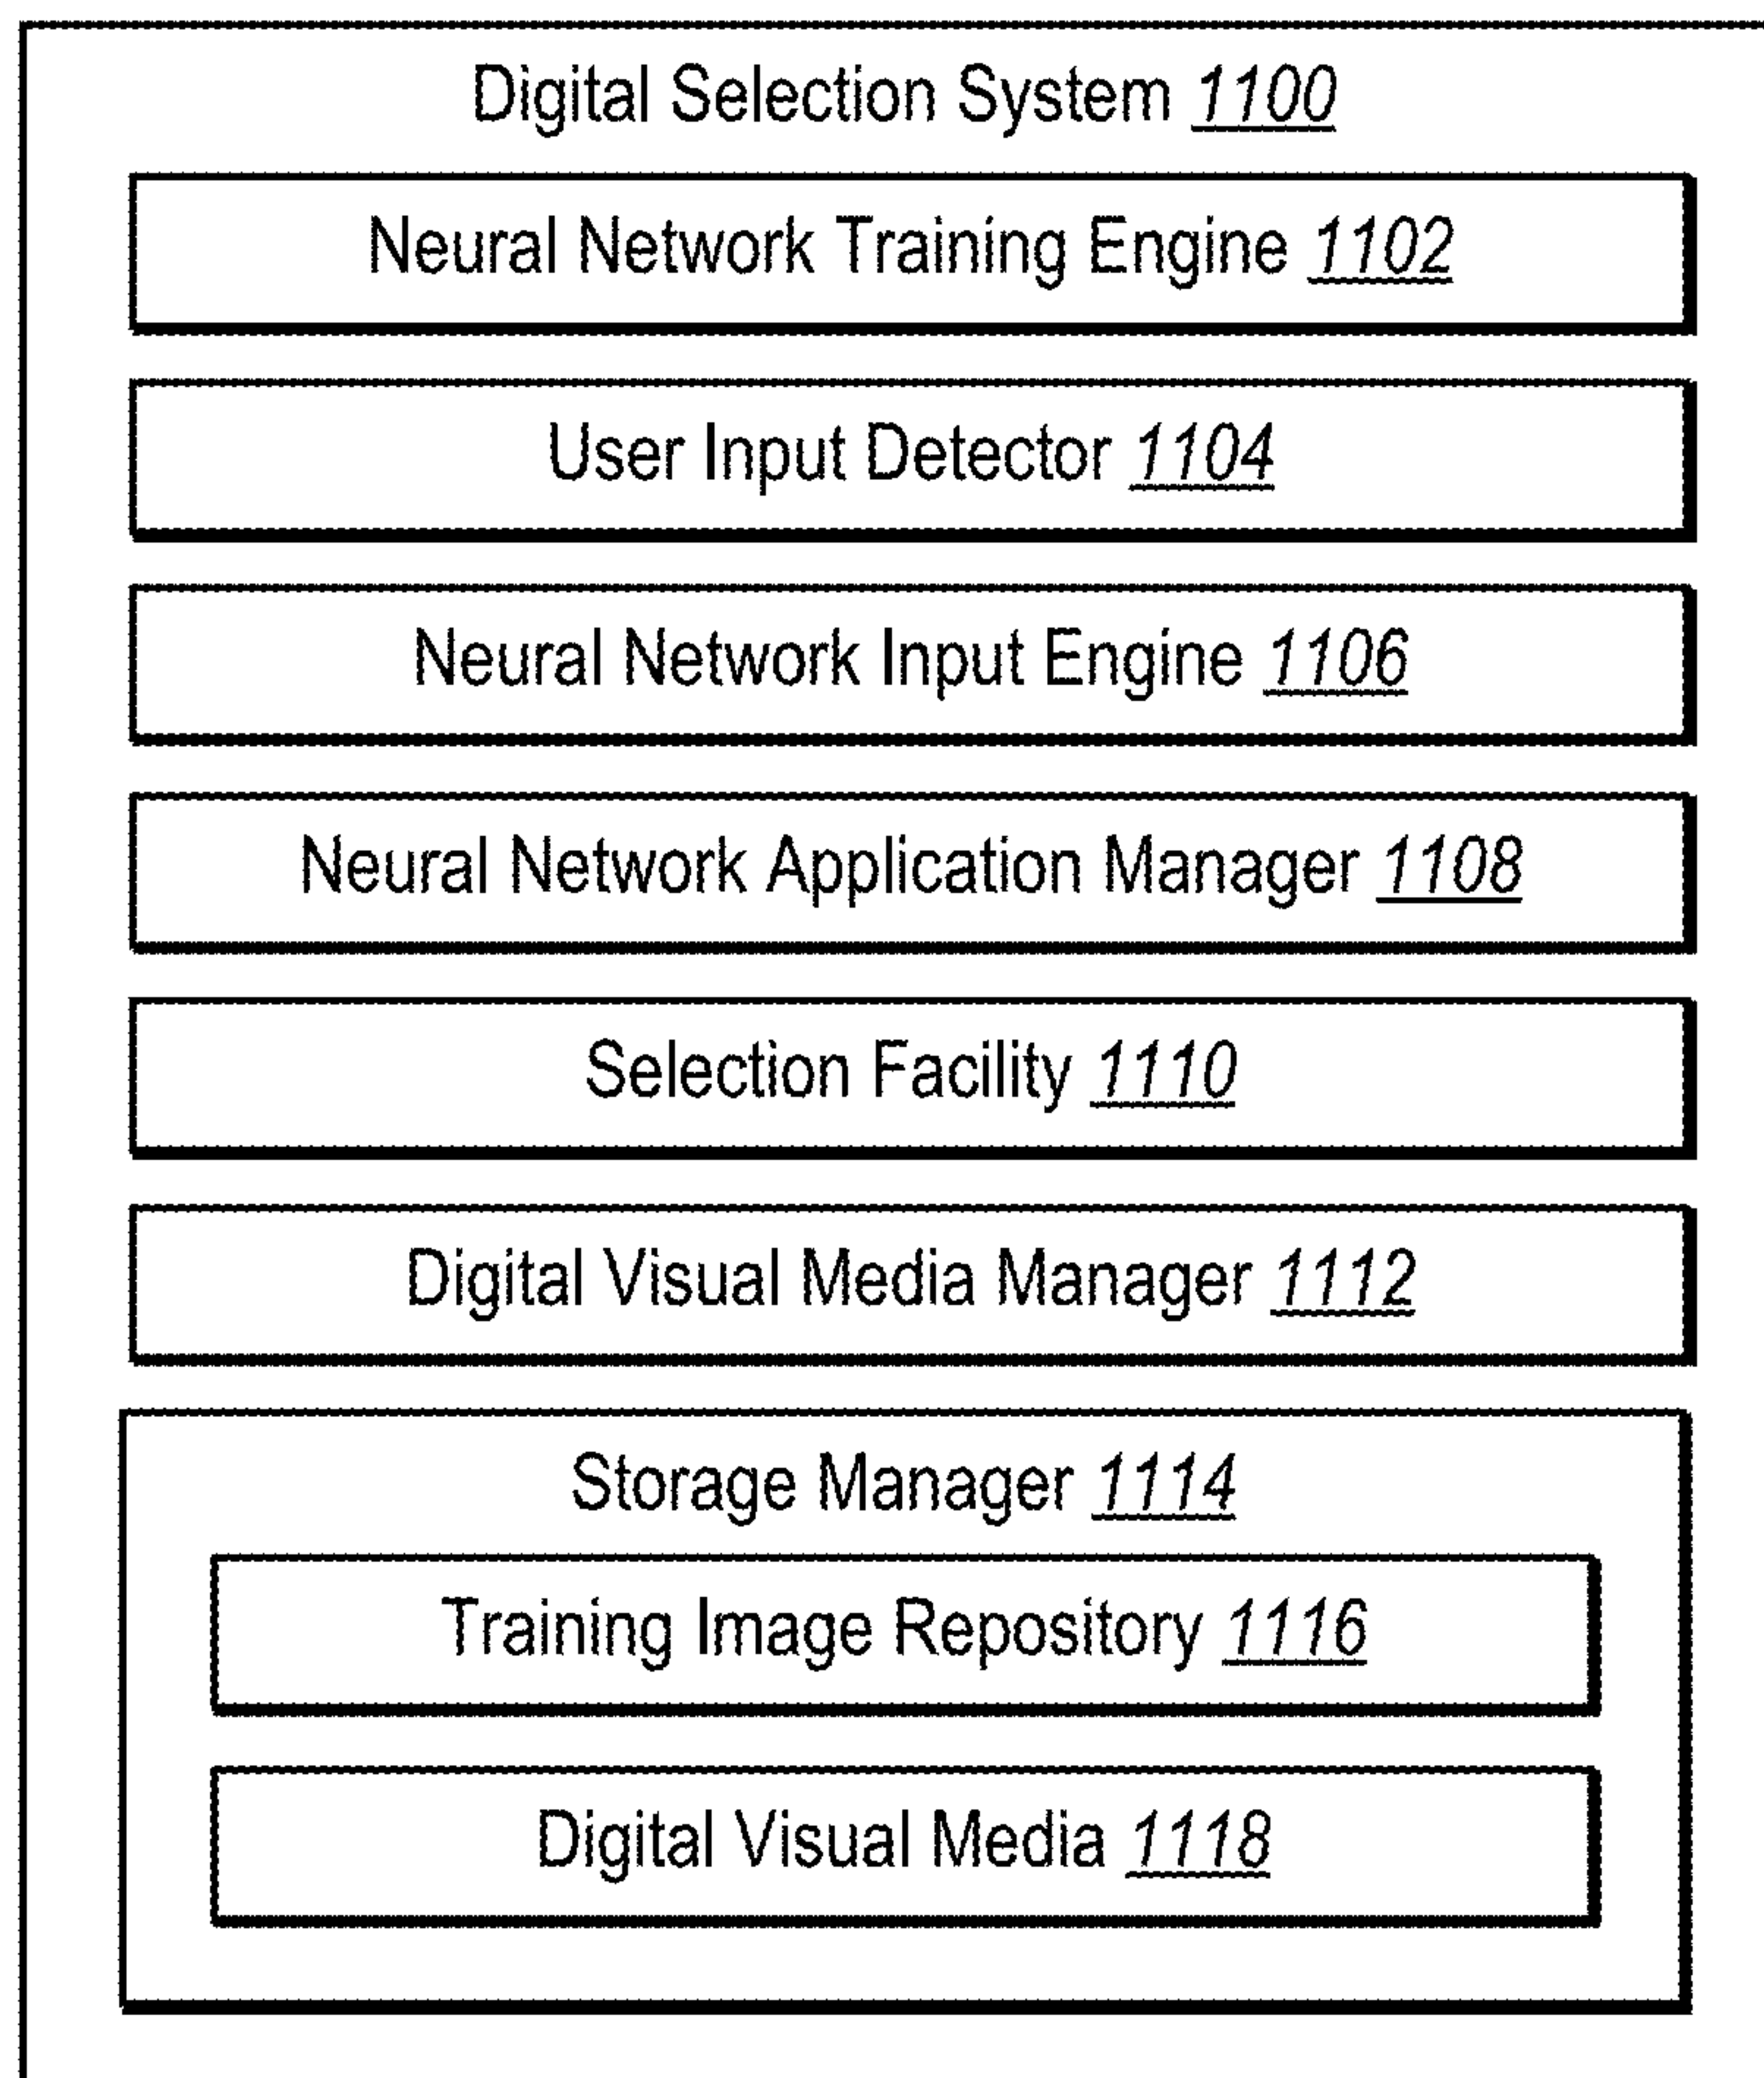 Digital Selection System 1100
Neural Network Training Engine 1102
User Input Detector 1104
Neural Network Input Engine 1106
Neural Network Application Manager 1108
Selection Facility 1110
Digital Visual Media Manager 1112
Storage Manager 1114
Training Image Repository 1116
Digital Visual Media 1118